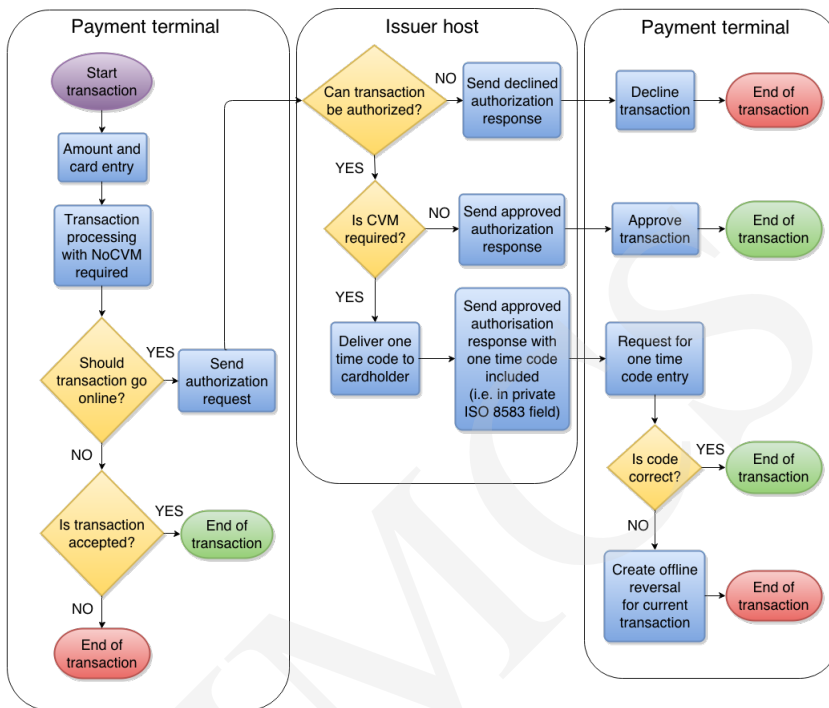 Payment terminal
Start
transaction
Amount and
card entry
Transaction
processing
with NoCVM
required
Should
transaction go
online?
YES
Send
authorization
request
NO
Is transaction
accepted?
YES
End of
transaction
NO
End of
transaction
Issuer host
Can transaction
be authorized?
NO
Send declined
authorization
response
YES
Is CVM
required?
NO
Send approved
authorization
response
YES
Deliver one
time code to
cardholder
Send approved
authorisation
response with
one time code
included
(i.e. in private
ISO 8583 field)
Payment terminal
Decline
transaction
End of
transaction
Approve
transaction
End of
transaction
Request for
one time
code entry
Is code
correct?
YES
End of
transaction
NO
Create offline
reversal
for current
transaction
End of
transaction